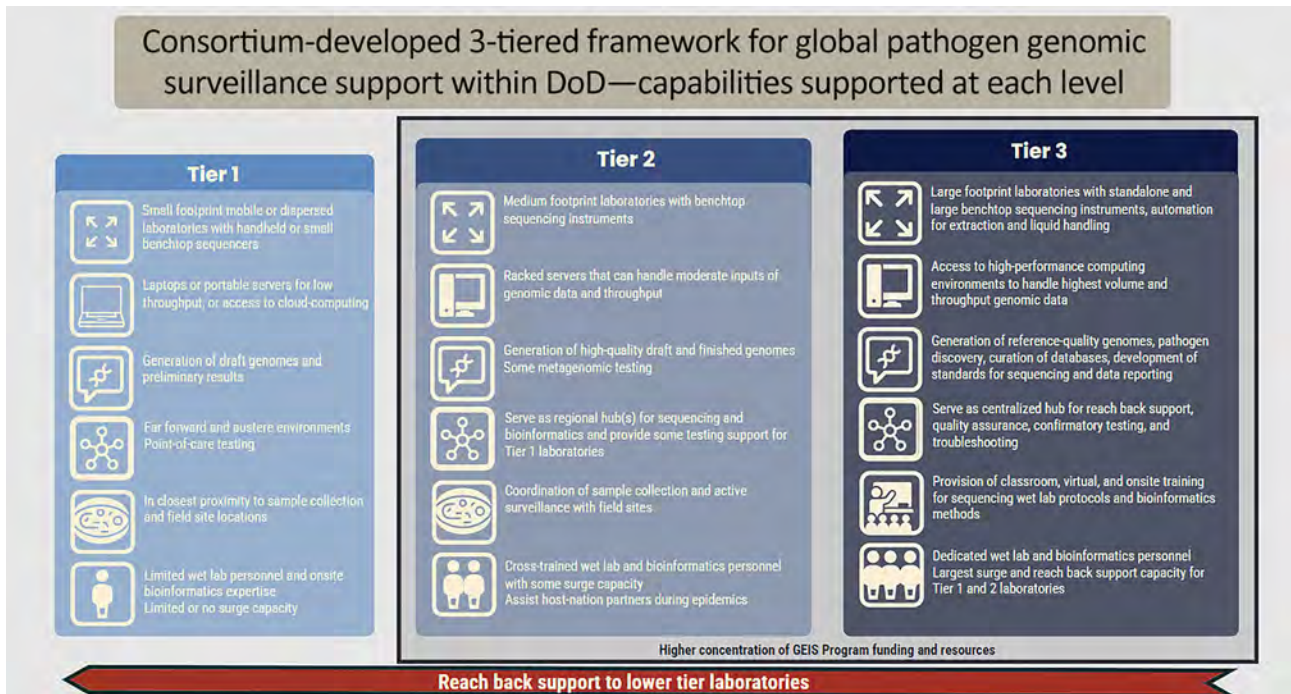 Consortium-developed 3-tiered framework for global pathogen genomic
surveillance support within DoD—capabilities supported at each level
Tier 1
Small footprint mobile or dispersed
laboratories with handheld or small
benchtop sequencers
Laptops or portable servers for low
throughput, or access to cloud-computing
Generation of draft genomes and
preliminary results
Far forward and austere environments
Point-of-care testing
In closest proximity to sample collection
and field site locations
Limited wet lab personnel and onsite
bioinformatics expertise
Limited or no surge capacity
Tier 2
Medium footprint laboratories with benchtop
sequencing instruments
Racked servers that can handle moderate inputs of
genomic data and throughput
Generation of high-quality draft and finished genomes
Some metagenomic testing
Serve as regional hub(s) for sequencing and
bioinformatics and provide some testing support for
Tier 1 laboratories
Coordination of sample collection and active
surveillance with field sites
Cross-trained wet lab and bioinformatics personnel
with some surge capacity
Assist host-nation partners during epidemics
Tier 3
Large footprint laboratories with standalone and
large benchtop sequencing instruments, automation
for extraction and liquid handling
Access to high-performance computing
environments to handle highest volume and
throughput genomic data
Generation of reference-quality genomes, pathogen
discovery, curation of databases, development of
standards for sequencing and data reporting
Serve as centralized hub for reach back support,
quality assurance, confirmatory testing, and
troubleshooting
Provision of classroom, virtual, and onsite training
for sequencing wet lab protocols and bioinformatics
methods
Dedicated wet lab and bioinformatics personnel
Largest surge and reach back support capacity for
Tier 1 and 2 laboratories
Higher concentration of GEIS Program funding and resources
Reach back support to lower tier laboratories